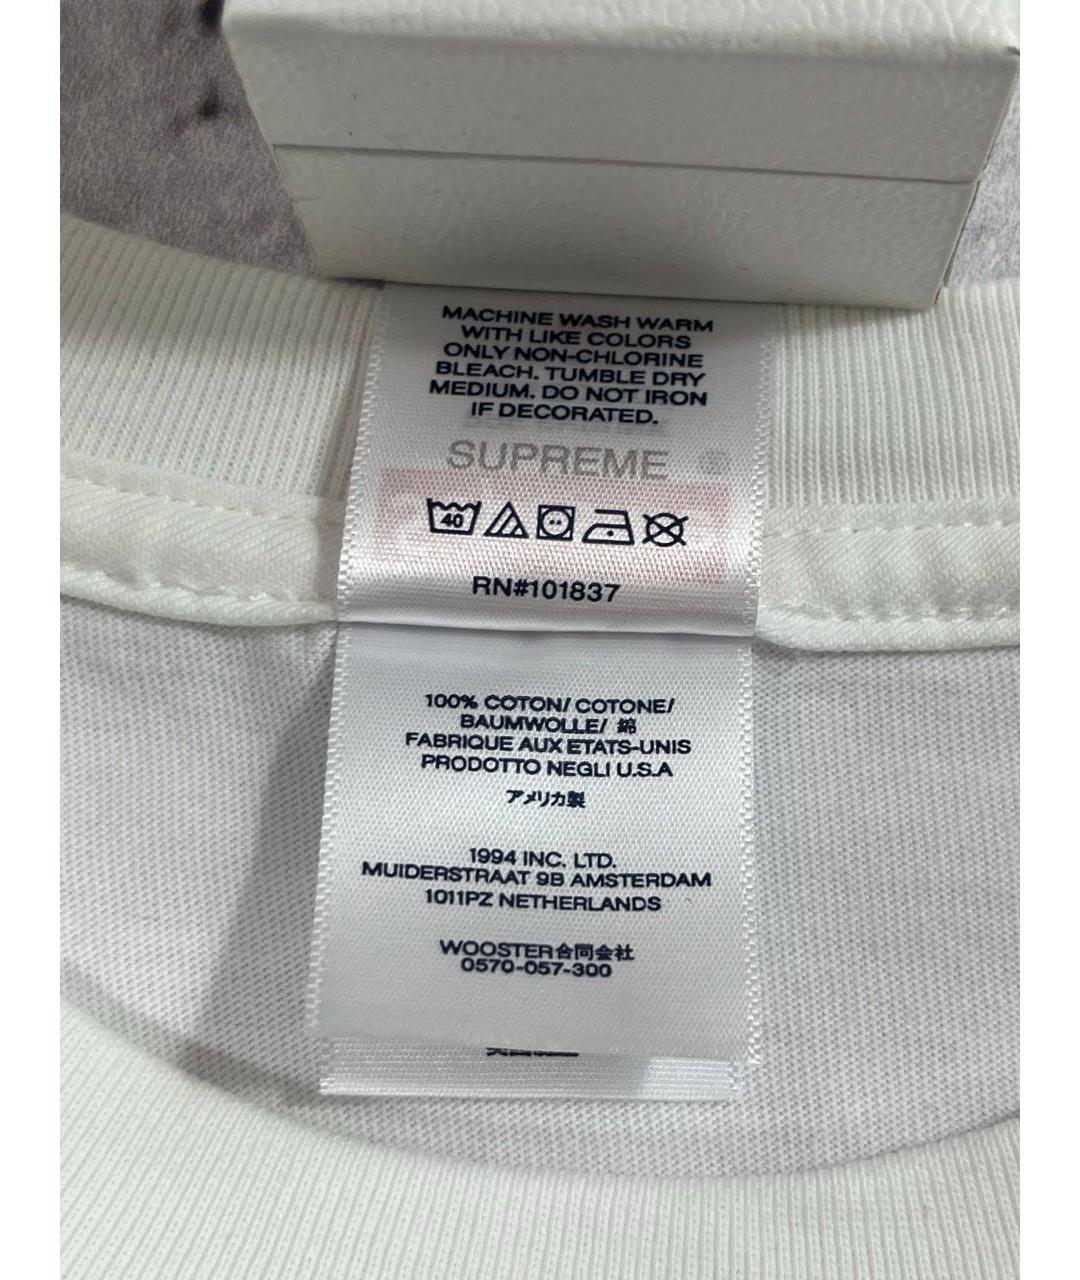 MACHINE WASH WARM
WITH LIKE COLORS
ONLY NON-CHLORINE
BLEACH. TUMBLE DRY
MEDIUM. DO NOT IRON
IF DECORATED.
SUPREME
40
RN#101837
100% COTON/ COTONE/
BAUMWOLLE/ 綿
FABRIQUE AUX ETATS-UNIS
PRODOTTO NEGLI U.S.A
アメリカ製
1994 INC. LTD.
MUIDERSTRAAT 9B AMSTERDAM
1011PZ NETHERLANDS
WOOSTER合同会社
0570-057-300